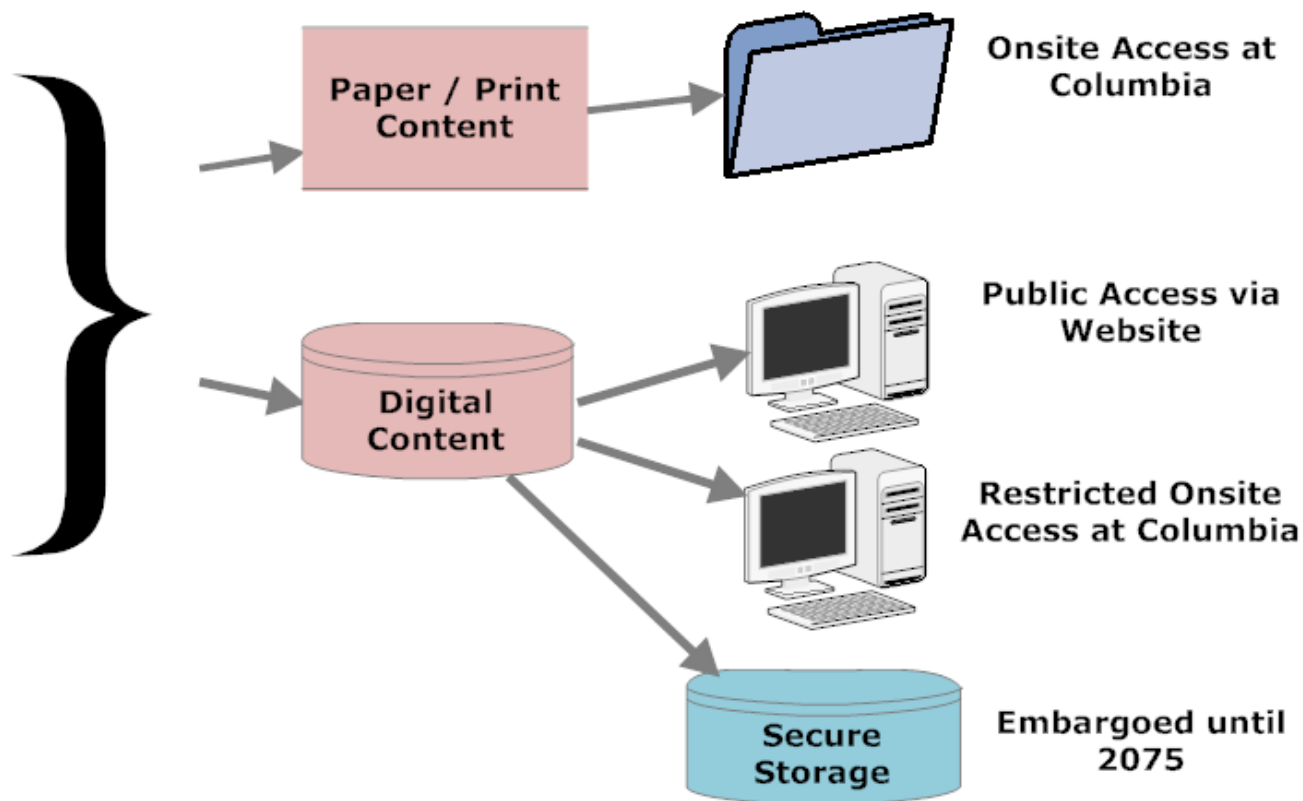 Paper / Print
Content
Onsite Access at
Columbia
Digital
Content
Public Access via
Website
Restricted Onsite
Access at Columbia
Secure
Storage
Embargoed until
2075